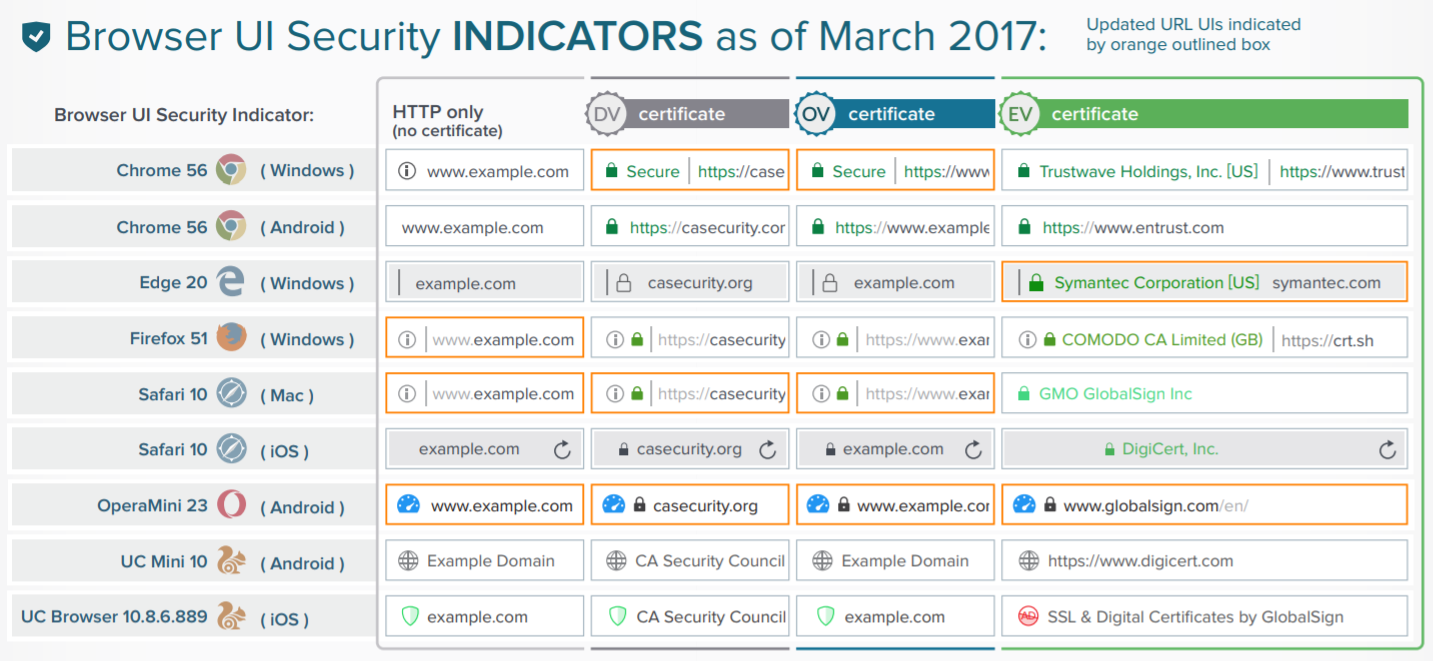 Browser UI Security INDICATORS as of March 2017:
Updated URL UIs indicated
by orange outlined box
Browser UI Security Indicator:
HTTP only
(no certificate)
DV certificate
OV certificate
EV certificate
Chrome 56 ( Windows )
www.example.com
Secure | https://case
Secure | https://www
Trustwave Holdings, Inc. [US] | https://www.trust
Chrome 56 ( Android )
www.example.com
https://casecurity.cor
https://www.example
https://www.entrust.com
Edge 20 ( Windows )
example.com
casecurity.org
example.com
Symantec Corporation [US] symantec.com
Firefox 51 ( Windows )
www.example.com
https://casecurity
https://www.exar
COMODO CA Limited (GB) | https://crt.sh
Safari 10 ( Mac )
www.example.com
https://casecurity
https://www.exar
GMO GlobalSign Inc
Safari 10 ( iOS )
example.com
casecurity.org
example.com
DigiCert, Inc.
OperaMini 23 ( Android )
www.example.com
casecurity.org
www.example.cor
www.globalsign.com/en/
UC Mini 10 ( Android )
Example Domain
CA Security Council
Example Domain
https://www.digicert.com
UC Browser 10.8.6.889 ( iOS )
example.com
CA Security Council
example.com
AD SSL & Digital Certificates by GlobalSign